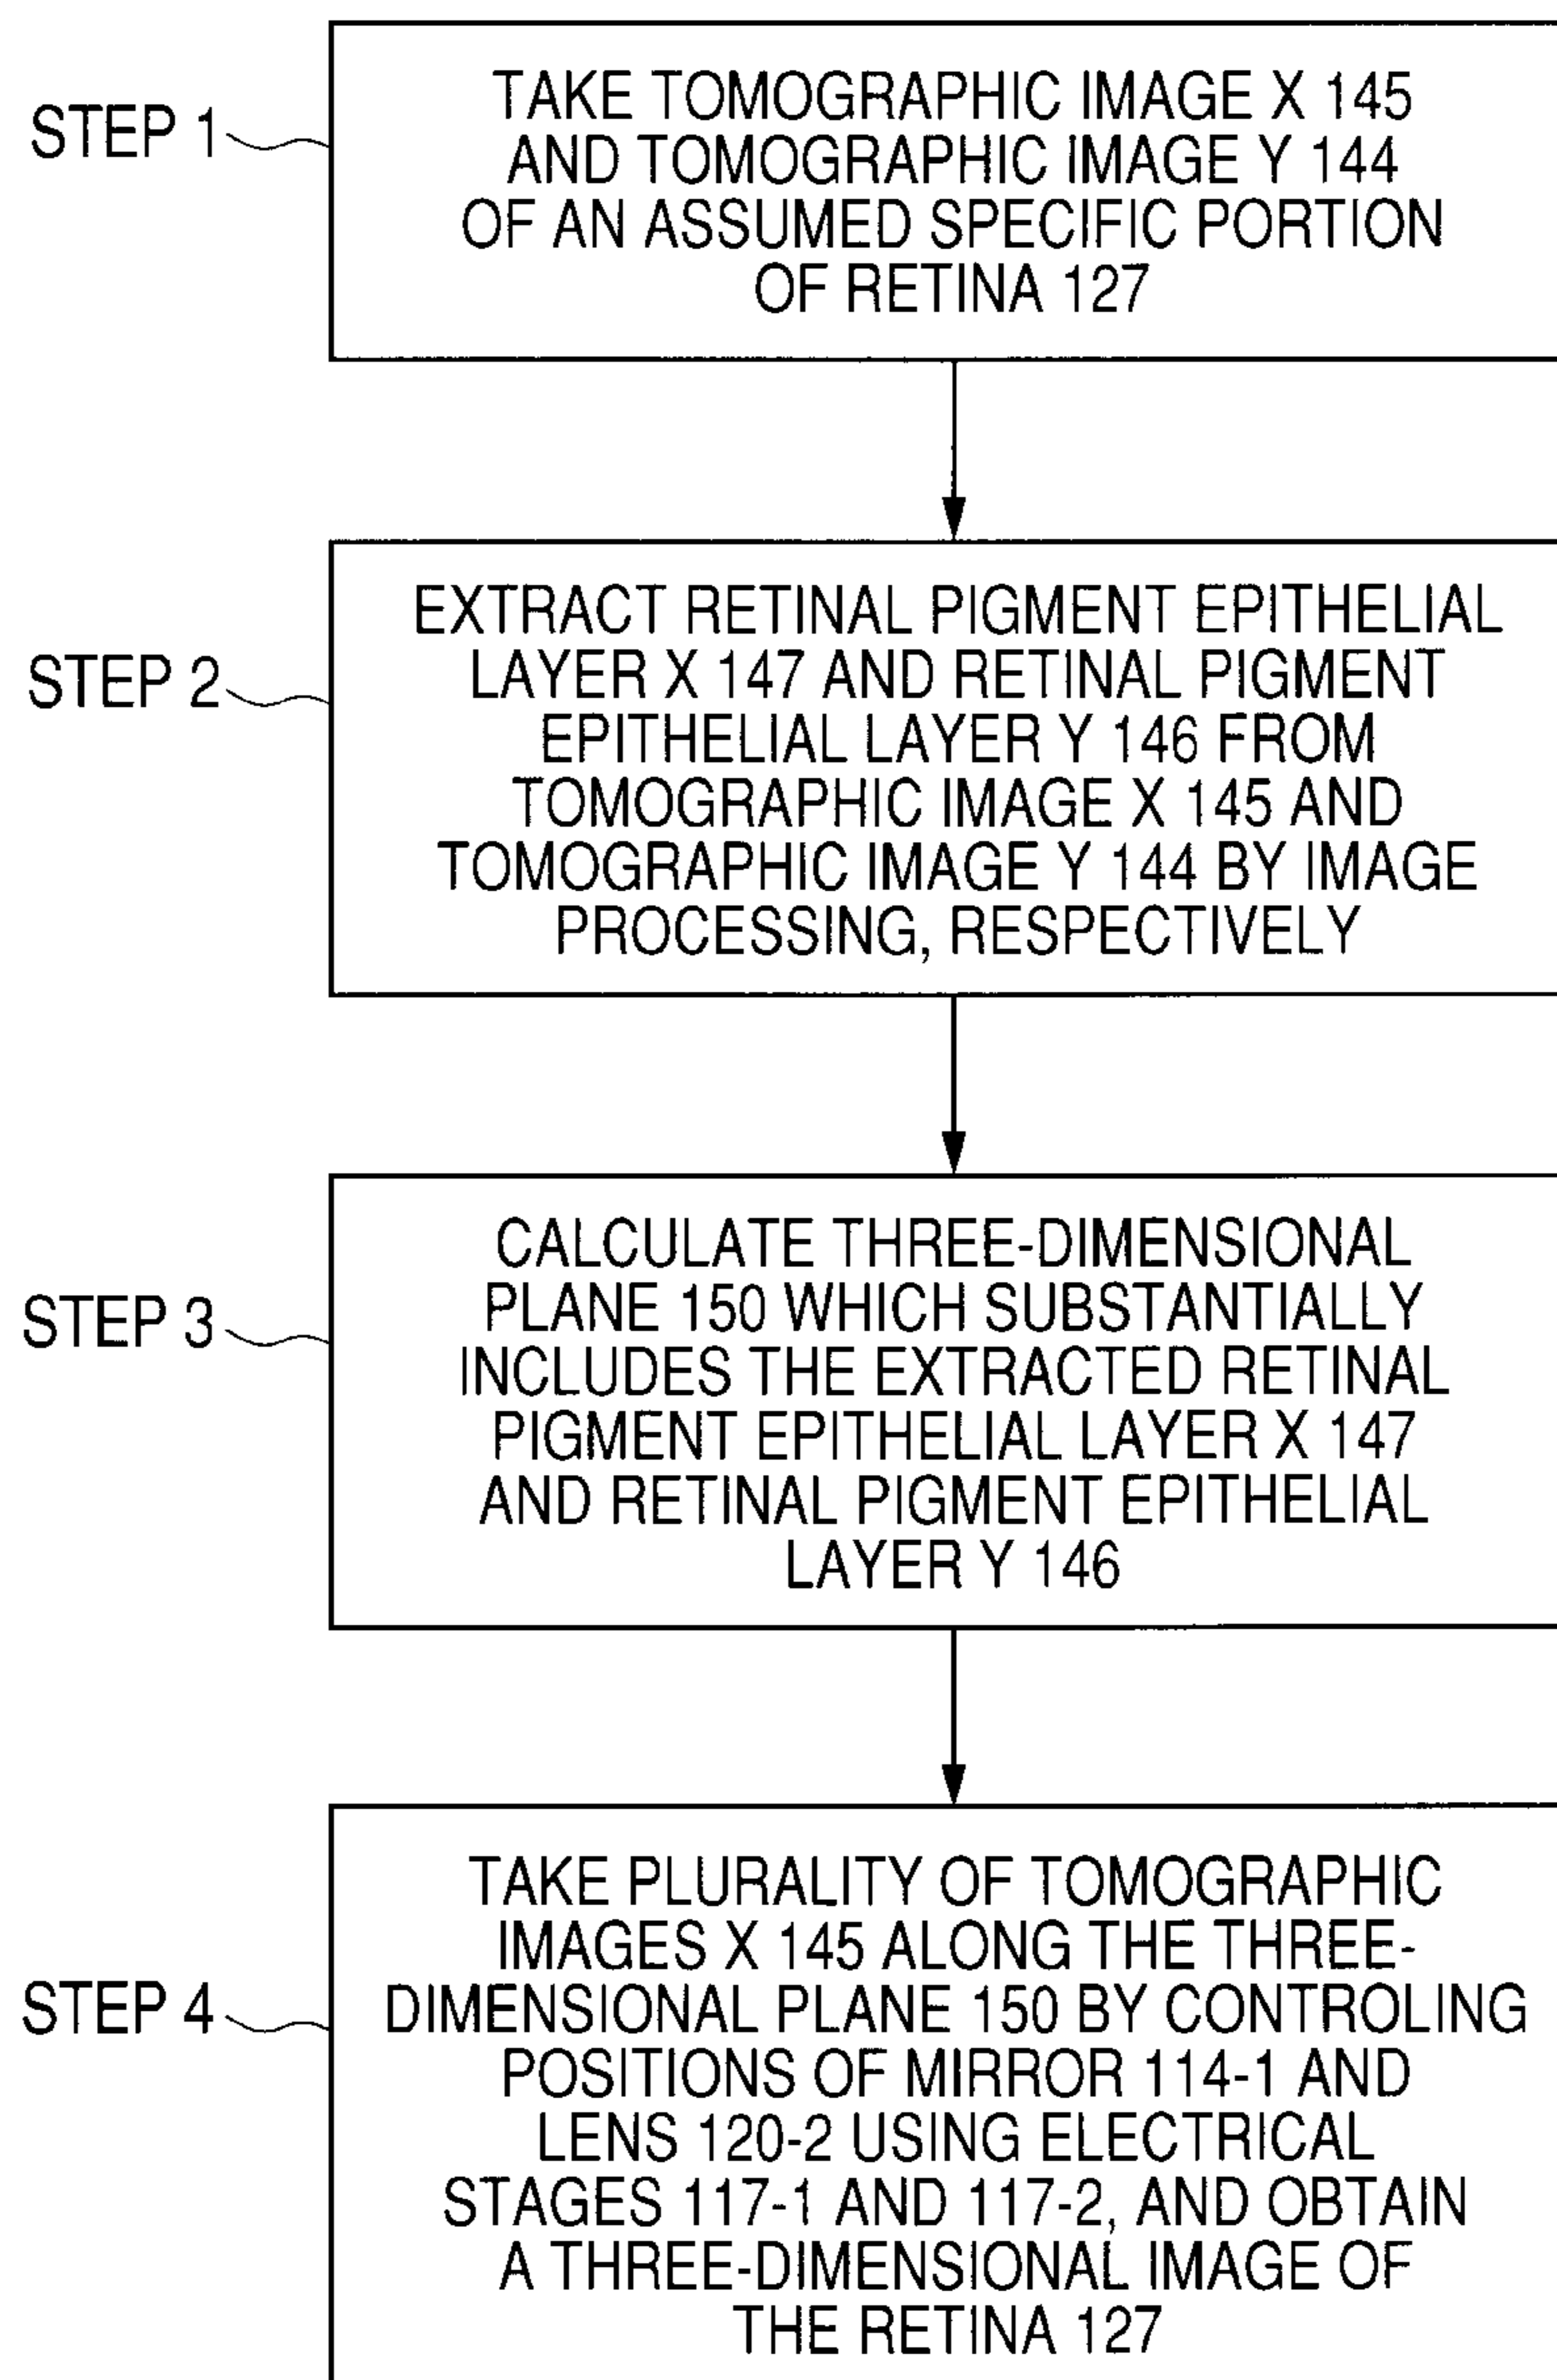 STEP 1
TAKE TOMOGRAPHIC IMAGE X 145
AND TOMOGRAPHIC IMAGE Y 144
OF AN ASSUMED SPECIFIC PORTION
OF RETINA 127
STEP 2
EXTRACT RETINAL PIGMENT EPITHELIAL
LAYER X 147 AND RETINAL PIGMENT
EPITHELIAL LAYER Y 146 FROM
TOMOGRAPHIC IMAGE X 145 AND
TOMOGRAPHIC IMAGE Y 144 BY IMAGE
PROCESSING, RESPECTIVELY
STEP 3
CALCULATE THREE-DIMENSIONAL
PLANE 150 WHICH SUBSTANTIALLY
INCLUDES THE EXTRACTED RETINAL
PIGMENT EPITHELIAL LAYER X 147
AND RETINAL PIGMENT EPITHELIAL
LAYER Y 146
STEP 4
TAKE PLURALITY OF TOMOGRAPHIC
IMAGES X 145 ALONG THE THREE-
DIMENSIONAL PLANE 150 BY CONTROLING
POSITIONS OF MIRROR 114-1 AND
LENS 120-2 USING ELECTRICAL
STAGES 117-1 AND 117-2, AND OBTAIN
A THREE-DIMENSIONAL IMAGE OF
THE RETINA 127